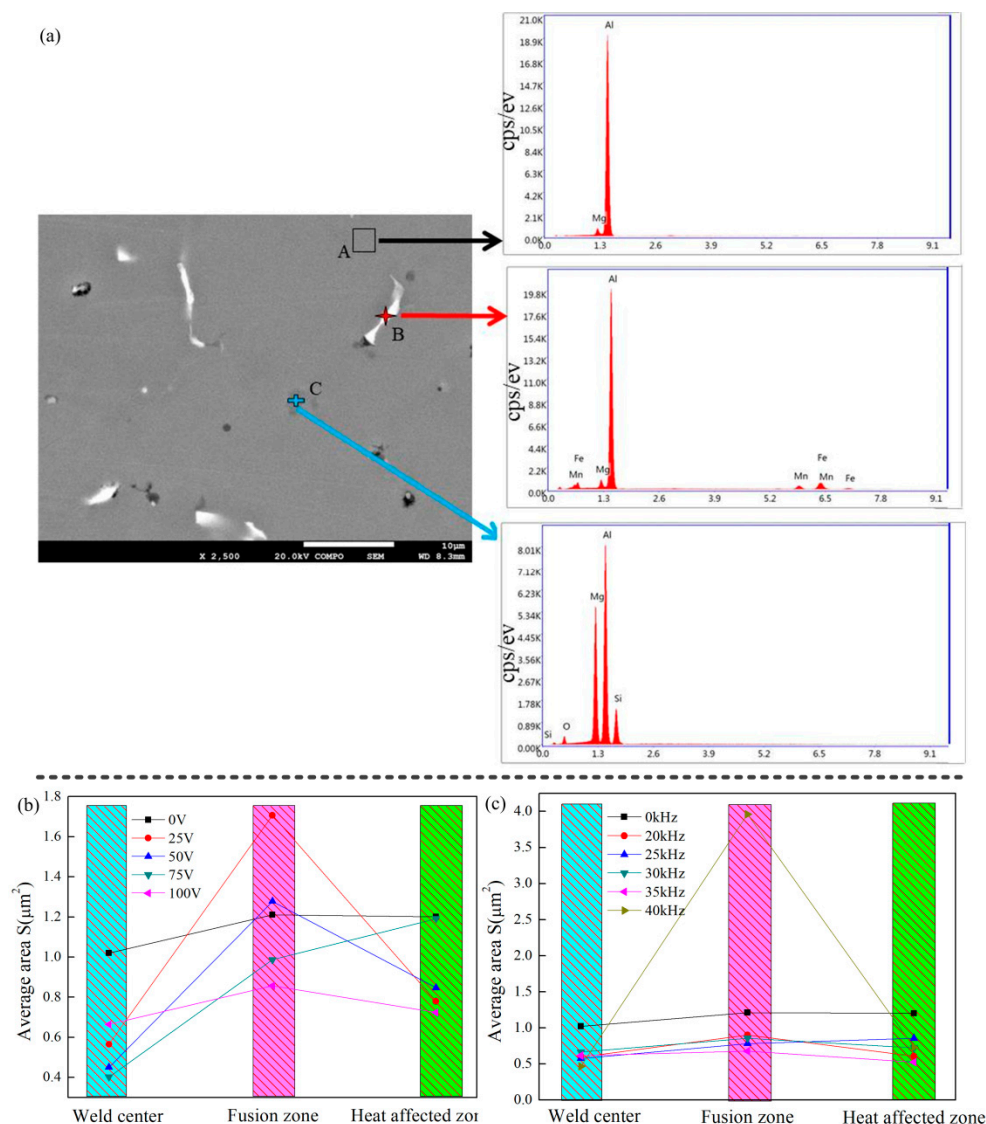 (a)
cps/ev
21.0K
18.9K
16.8K
14.7K
12.6K
10.5K
8.4K
6.3K
4.2K
2.1K
0.0K
Al
Mg
0.0 1.3 2.6 3.9 5.2 6.5 7.8 9.1
A
B
C
X 2,500 20.0kV COMPO SEM 10μm WD 8.3mm
cps/ev
19.8K
17.6K
15.4K
13.2K
11.0K
8.8K
6.6K
4.4K
2.2K
0.0K
Al
Fe
Mn
Mg
Mn
Fe
Mn
Fe
0.0 1.3 2.6 3.9 5.2 6.5 7.8 9.1
cps/ev
8.01K
7.12K
6.23K
5.34K
4.45K
3.56K
2.67K
1.78K
0.89K
0.00K
Al
Mg
Si
O
Si
0.0 1.3 2.6 3.9 5.2 6.5 7.8 9.1
(b)
Average area S(μm²)
1.8
1.6
1.4
1.2
1.0
0.8
0.6
0.4
0V
25V
50V
75V
100V
Weld center Fusion zone Heat affected zon
(c)
Average area S(μm²)
4.0
3.5
3.0
2.5
2.0
1.5
1.0
0.5
0.0
0kHz
20kHz
25kHz
30kHz
35kHz
40kHz
Weld center Fusion zone Heat affected zone